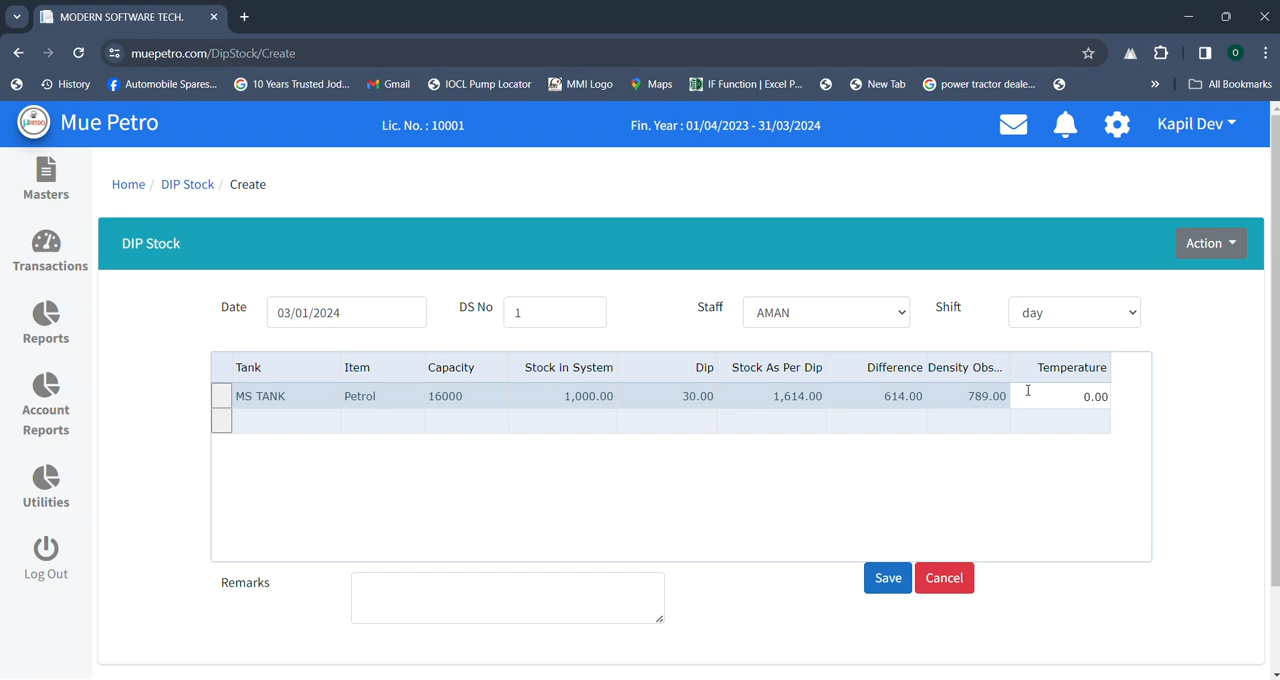 MODERN SOFTWARE TECH.
muepetro.com/DipStock/Create
History
Automobile Spares...
10 Years Trusted Jod...
Gmail
IOCL Pump Locator
MMI Logo
Maps
IF Function | Excel P...
New Tab
power tractor deale...
»
All Bookmarks
O
Mue Petro
Lic. No. : 10001
Fin. Year : 01/04/2023 - 31/03/2024
Kapil Dev
Masters
Transactions
Reports
Account Reports
Utilities
Log Out
Home / DIP Stock / Create
DIP Stock
Action
Date 03/01/2024 DS No 1 Staff AMAN Shift day
Tank Item Capacity Stock in System Dip Stock As Per Dip Difference Density Obs... Temperature
MS TANK Petrol 16000 1,000.00 30.00 1,614.00 614.00 789.00 0.00
Remarks
Save Cancel